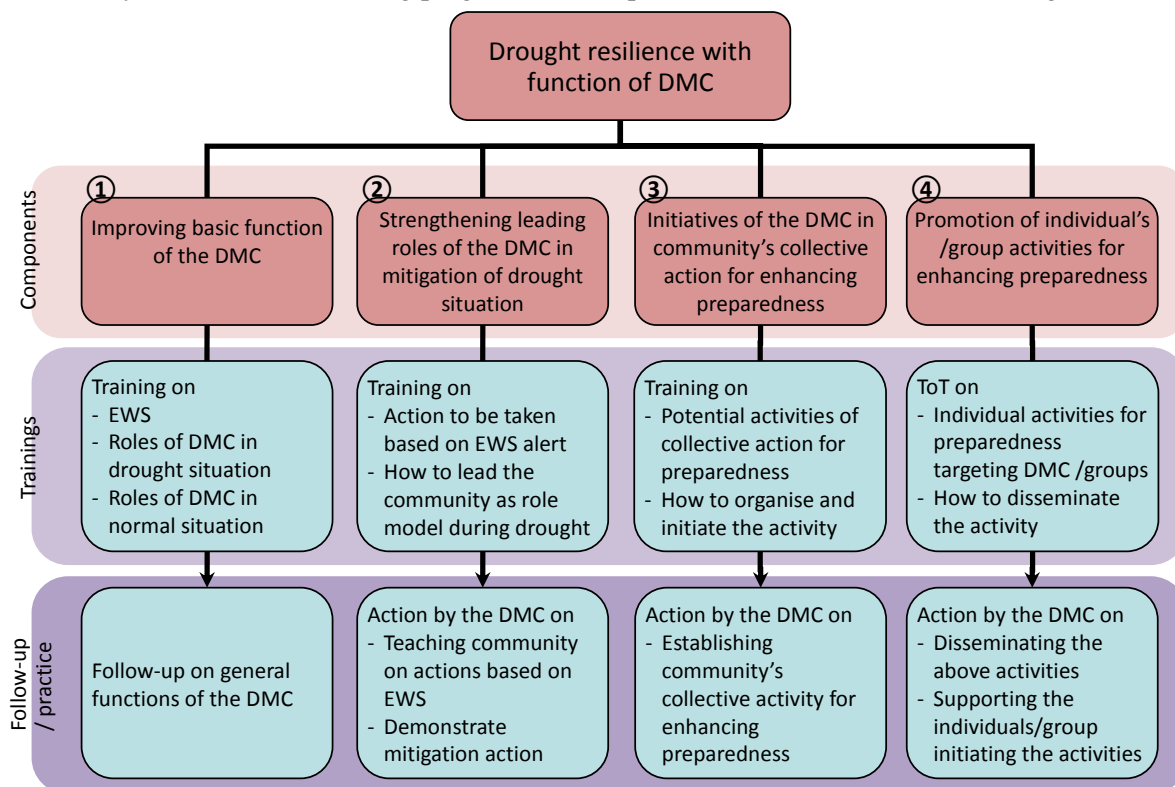 Drought resilience with
function of DMC
Components
①
Improving basic function
of the DMC
②
Strengthening leading
roles of the DMC in
mitigation of drought
situation
③
Initiatives of the DMC in
community's collective
action for enhancing
preparedness
④
Promotion of individual's
/group activities for
enhancing preparedness
Trainings
Training on
- EWS
- Roles of DMC in
drought situation
- Roles of DMC in
normal situation
Training on
- Action to be taken
based on EWS alert
- How to lead the
community as role
model during drought
Training on
- Potential activities of
collective action for
preparedness
- How to organise and
initiate the activity
ToT on
- Individual activities for
preparedness
targeting DMC /groups
- How to disseminate
the activity
Follow-up
/ practice
Follow-up on general
functions of the DMC
Action by the DMC on
- Teaching community
on actions based on
EWS
- Demonstrate
mitigation action
Action by the DMC on
- Establishing
community's
collective activity for
enhancing
preparedness
Action by the DMC on
- Disseminating the
above activities
- Supporting the
individuals/group
initiating the activities